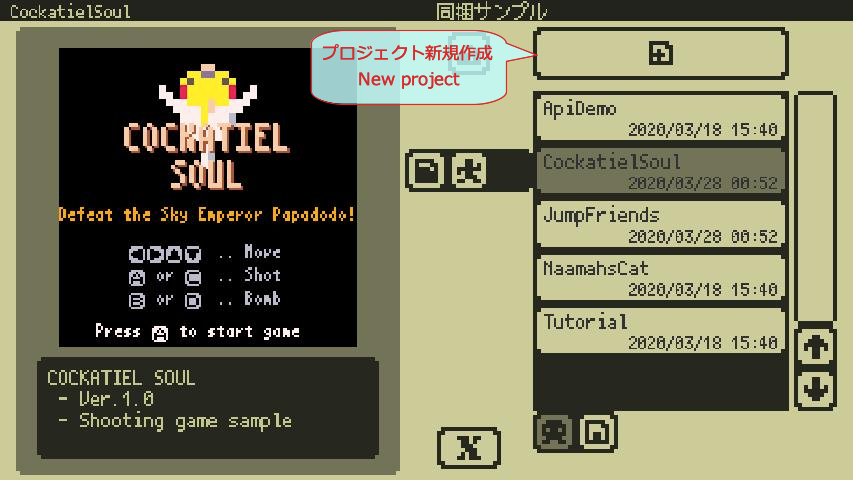 CockatielSoul
同梱サンプル
プロジェクト新規作成
New project
COCKATIEL
SOUL
Defeat the Sky Emperor Papadodo!
.. Move
A or C .. Shot
B or D .. Bomb
Press A to start game
COCKATIEL SOUL
- Ver.1.0
- Shooting game sample
ApiDemo
2020/03/18 15:40
CockatielSoul
2020/03/28 00:52
JumpFriends
2020/03/28 00:52
NaamahsCat
2020/03/18 15:40
Tutorial
2020/03/18 15:40
X